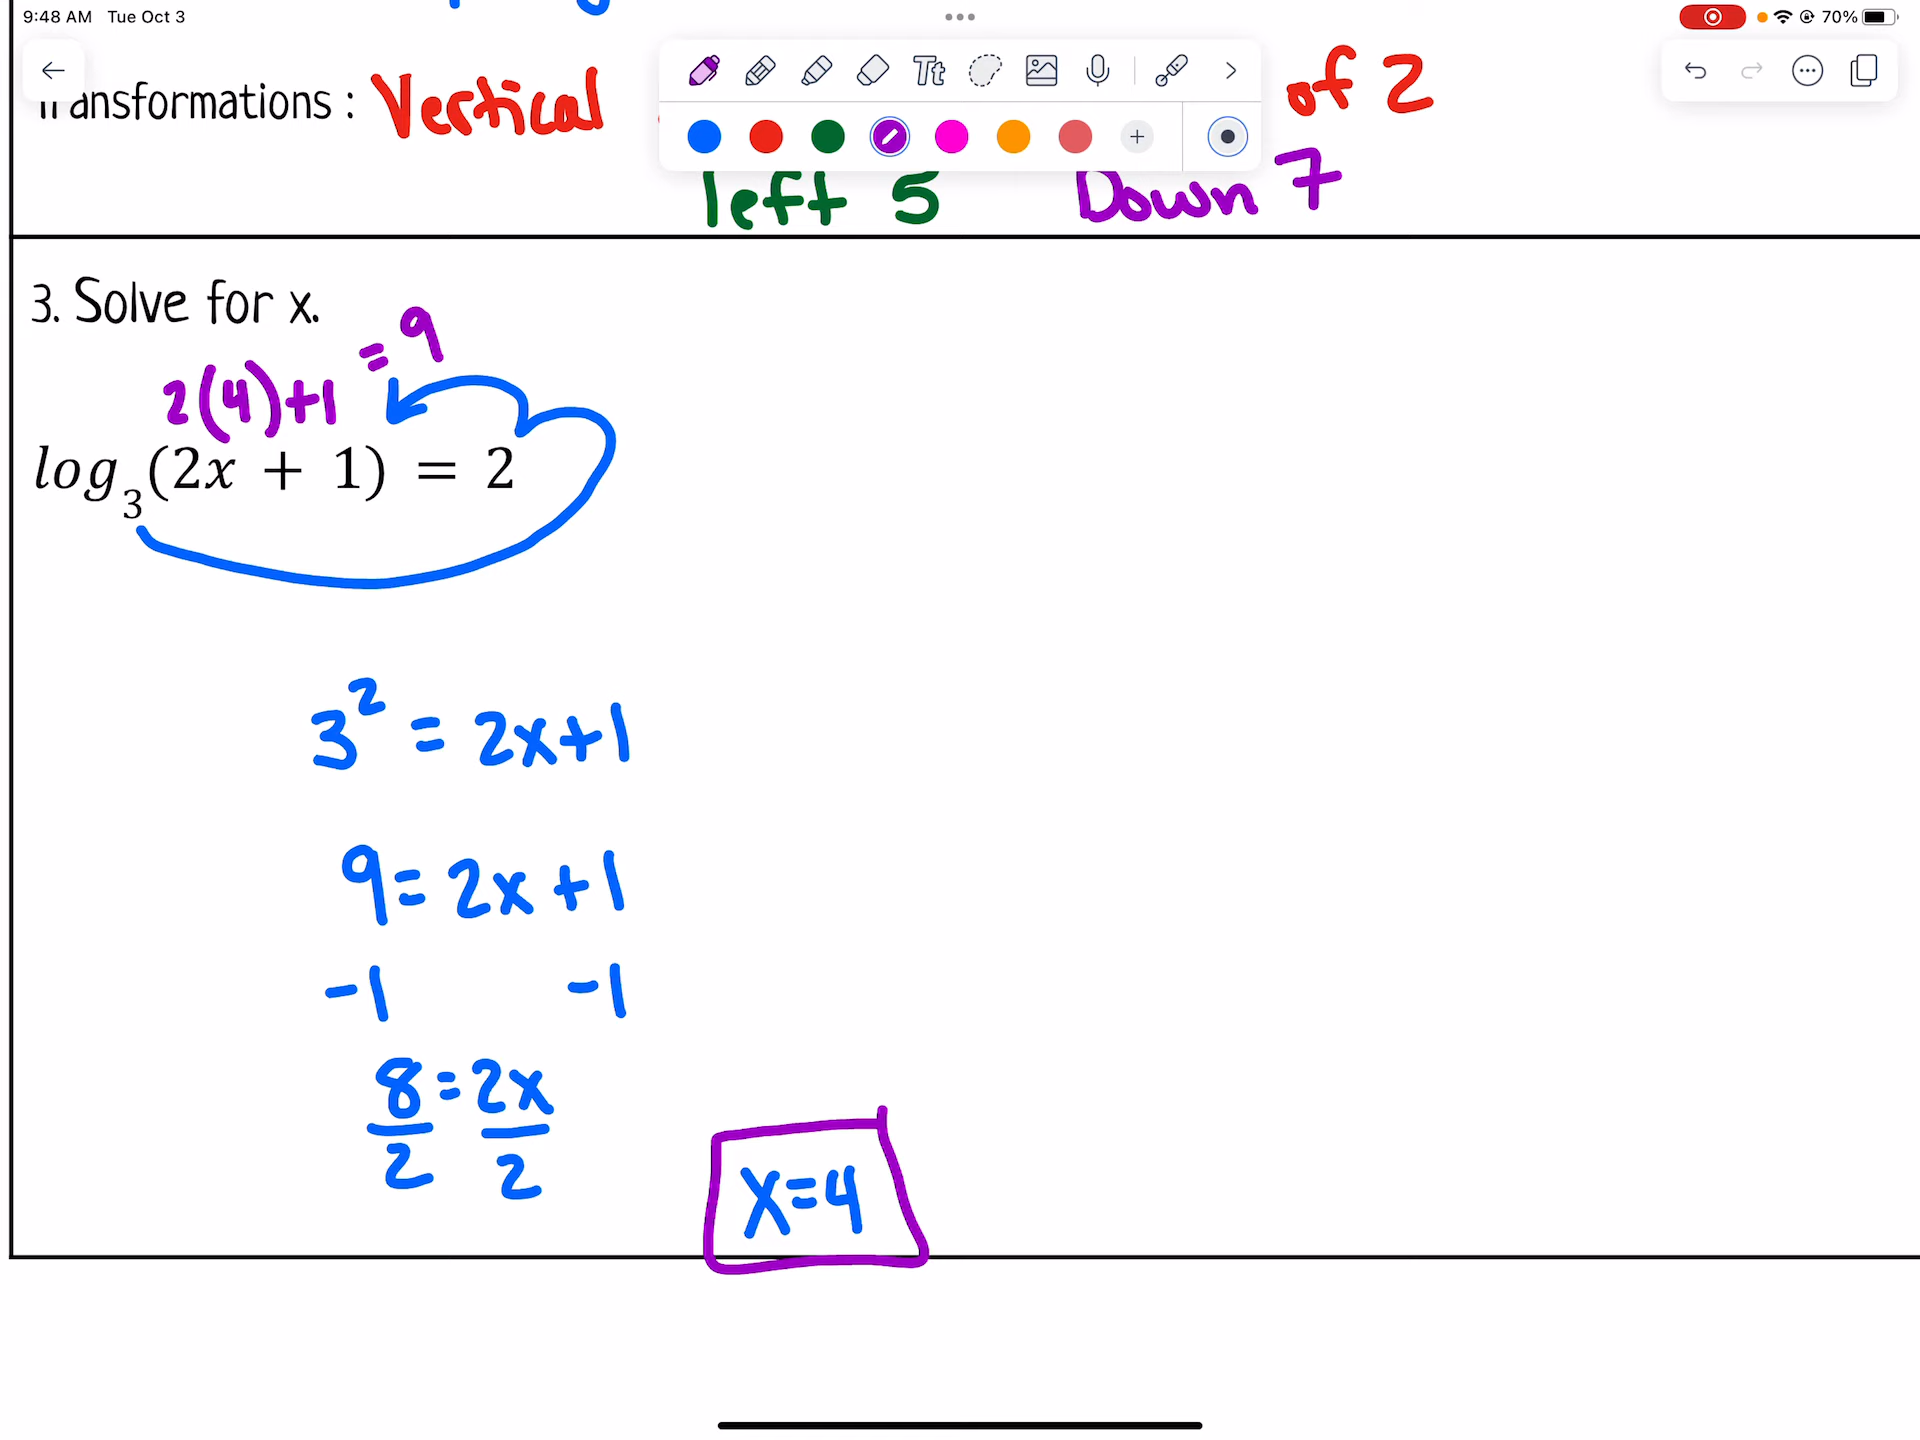 9:48 AM Tue Oct 3
70%
Tt
Transformations : Vertical of 2
left 5 Down 7
3. Solve for x.
2(4)+1 = 9
log₃(2x + 1) = 2
3² = 2x+1
9 = 2x +1
-1 -1
8 = 2x
2 2
x=4